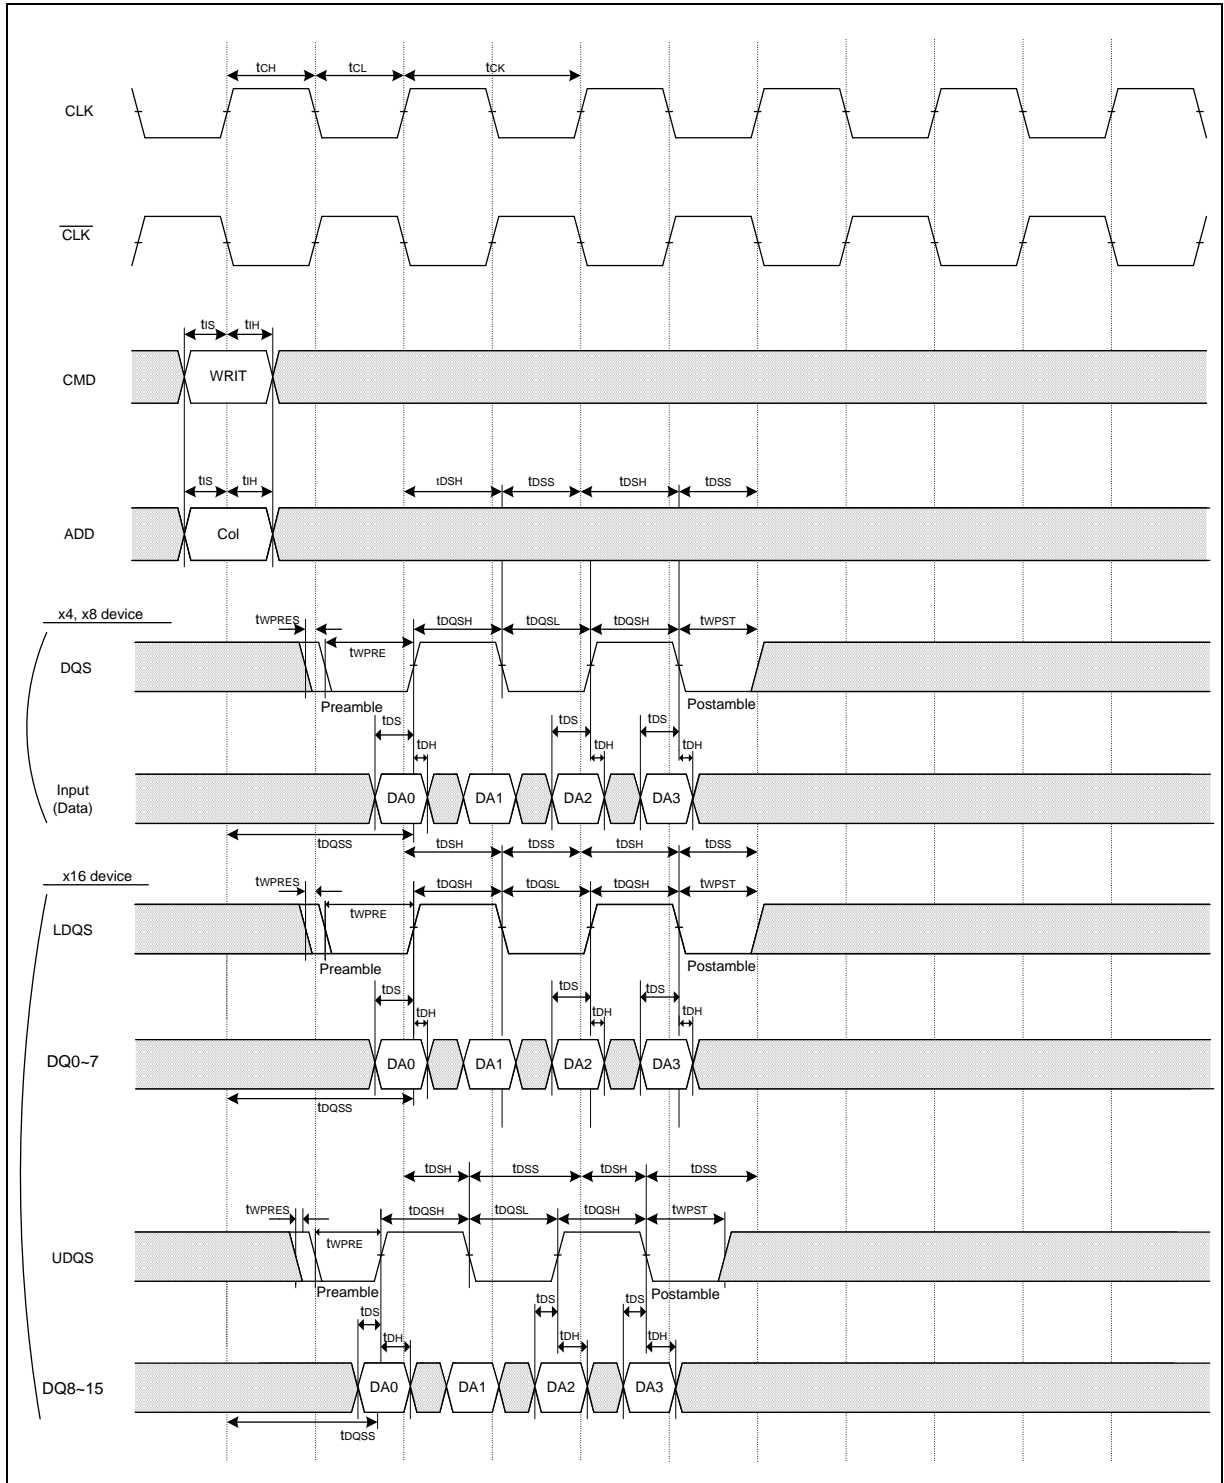 tCH tCL tCK
CLK
CLK
tIS tIH
CMD WRIT
tIS tIH tDSH tDSS tDSH tDSS
ADD Col
x4, x8 device
tWPRES tDQSH tDQSL tDQSH tWPST
tWPRE
DQS
Preamble Postamble
tDS tDS tDS
tDH tDH tDH
Input
(Data)
DA0 DA1 DA2 DA3
tDQSS
tDSH tDSS tDSH tDSS
x16 device
tWPRES tDQSH tDQSL tDQSH tWPST
tWPRE
LDQS
Preamble Postamble
tDS tDS tDS
tDH tDH tDH
DQ0~7 DA0 DA1 DA2 DA3
tDQSS
tDSH tDSS tDSH tDSS
tWPRES tDQSH tDQSL tDQSH tWPST
tWPRE
UDQS
Preamble Postamble
tDS tDS tDS
tDH tDH tDH
DQ8~15 DA0 DA1 DA2 DA3
tDQSS